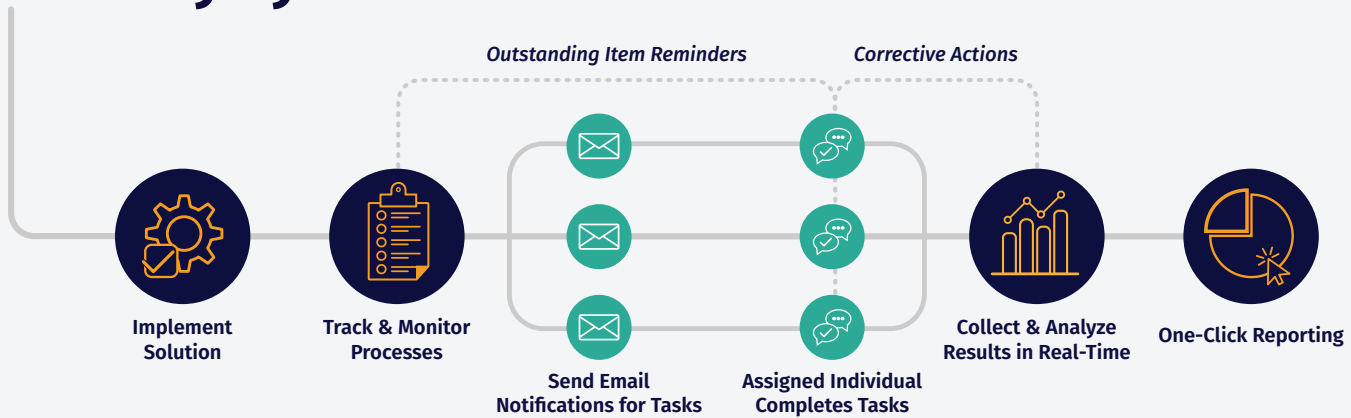 Outstanding Item Reminders
Corrective Actions
Implement
Solution
Track & Monitor
Processes
Send Email
Notifications for Tasks
Assigned Individual
Completes Tasks
Collect & Analyze
Results in Real-Time
One-Click Reporting